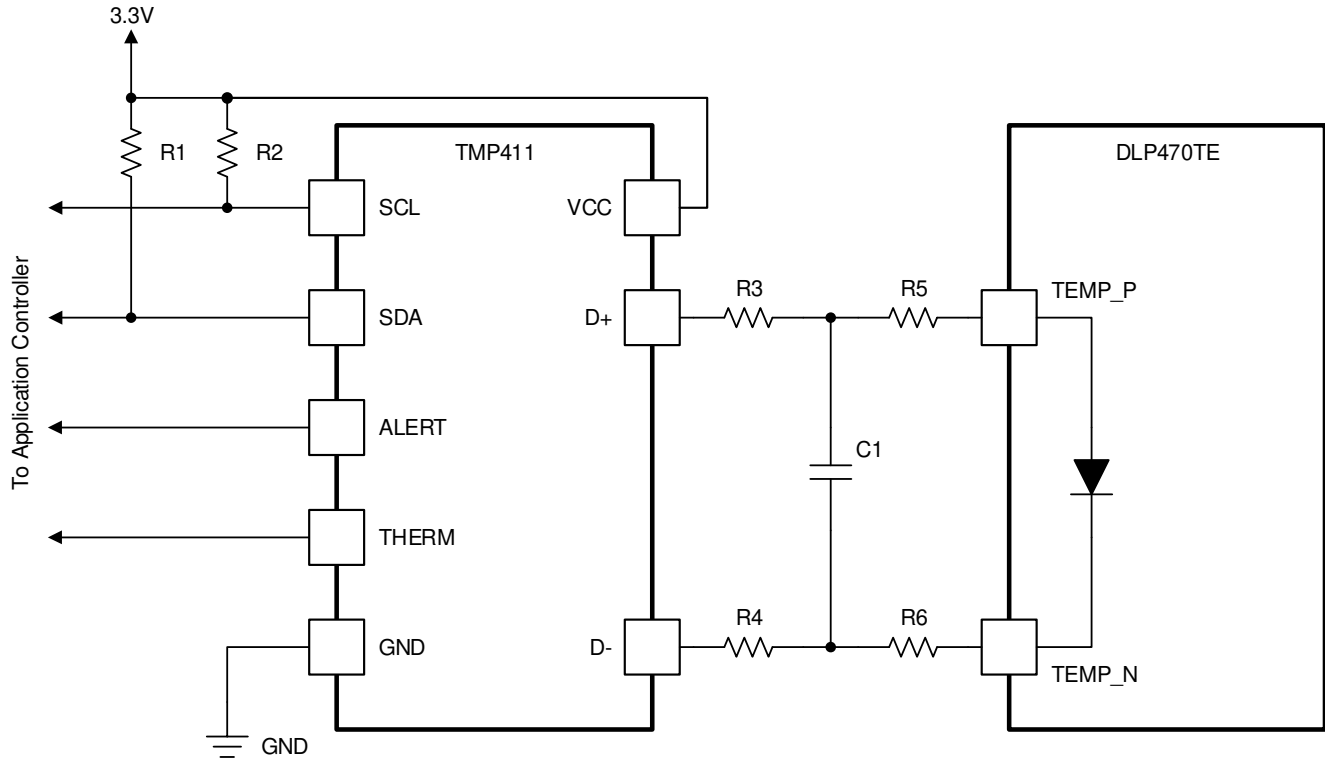 3.3V
R1
R2
TMP411
DLP470TE
SCL
VCC
SDA
D+
R3
R5
TEMP_P
To Application Controller
ALERT
C1
THERM
GND
D-
R4
R6
TEMP_N
GND